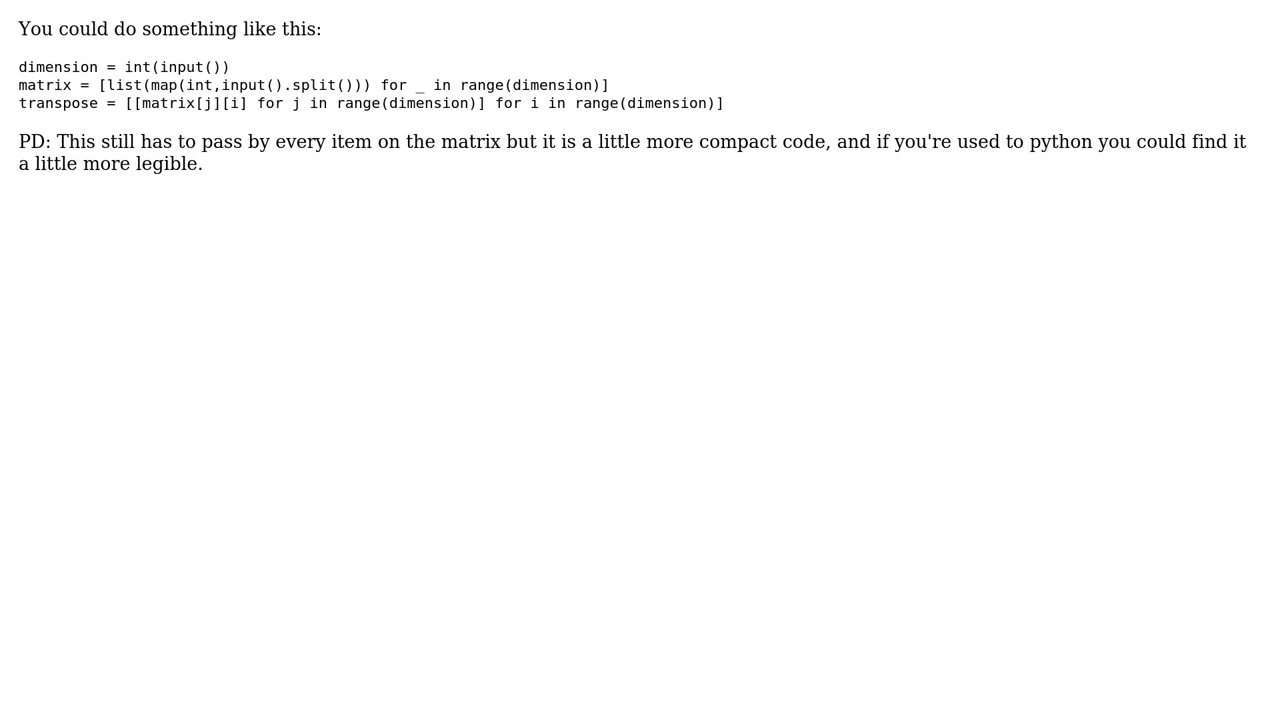 You could do something like this:
dimension = int(input())
matrix = [list(map(int,input().split())) for _ in range(dimension)]
transpose = [[matrix[j][i] for j in range(dimension)] for i in range(dimension)]
PD: This still has to pass by every item on the matrix but it is a little more compact code, and if you're used to python you could find it
a little more legible.